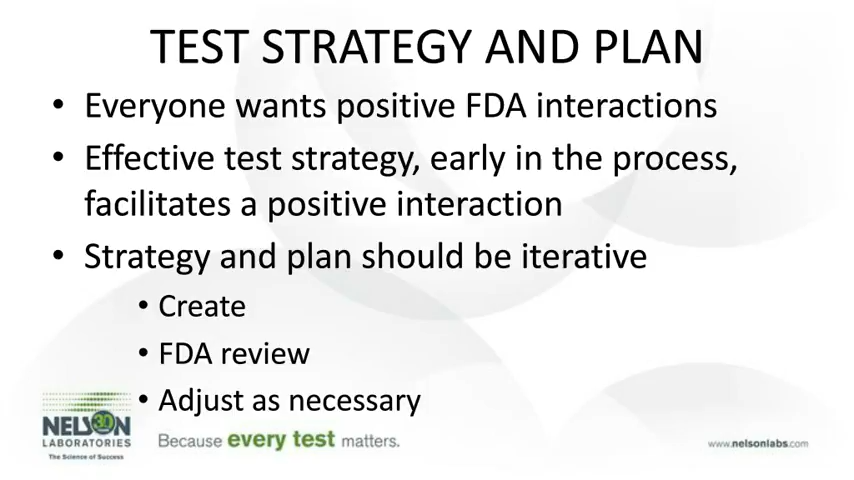 TEST STRATEGY AND PLAN
• Everyone wants positive FDA interactions
• Effective test strategy, early in the process,
facilitates a positive interaction
• Strategy and plan should be iterative
• Create
• FDA review
• Adjust as necessary
NELSON
LABORATORIES
The Science of Success
Because every test matters.
www.nelsonlabs.com